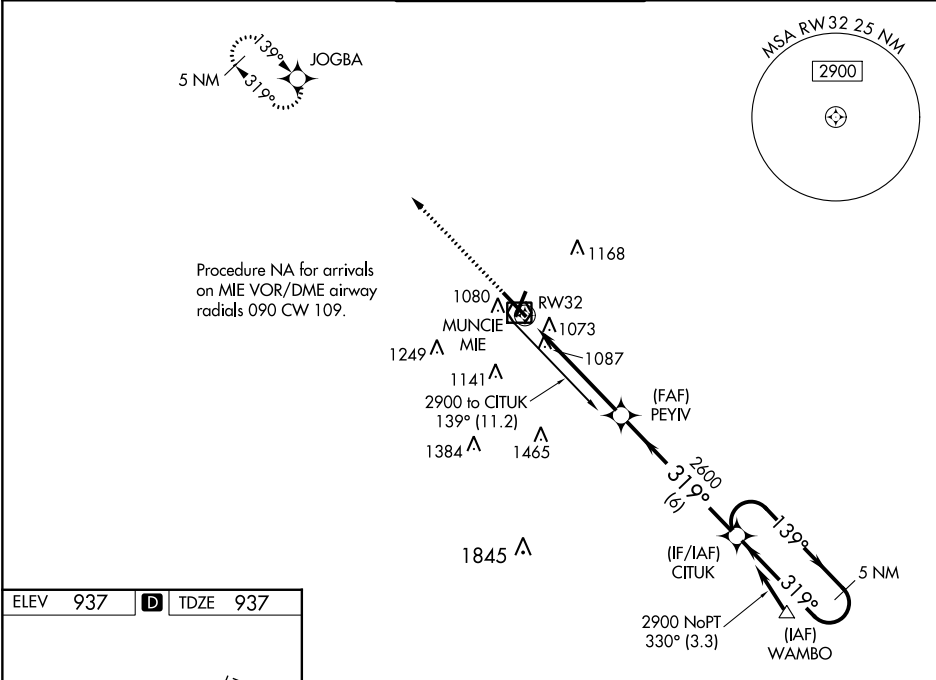 139°
JOGBA
5 NM
319°
MSA RW32 25 NM
2900
Procedure NA for arrivals
on MIE VOR/DME airway
radials 090 CW 109.
1168
1080
RW32
MUNCIE
MIE
1073
1087
1249
1141
2900 to CITUK
139° (11.2)
(FAF)
PEYIV
1384
1465
2600
319°
(6)
1845
(IF/IAF)
CITUK
139°
319°
5 NM
2900 NoPT
330° (3.3)
(IAF)
WAMBO
ELEV 937 D TDZE 937